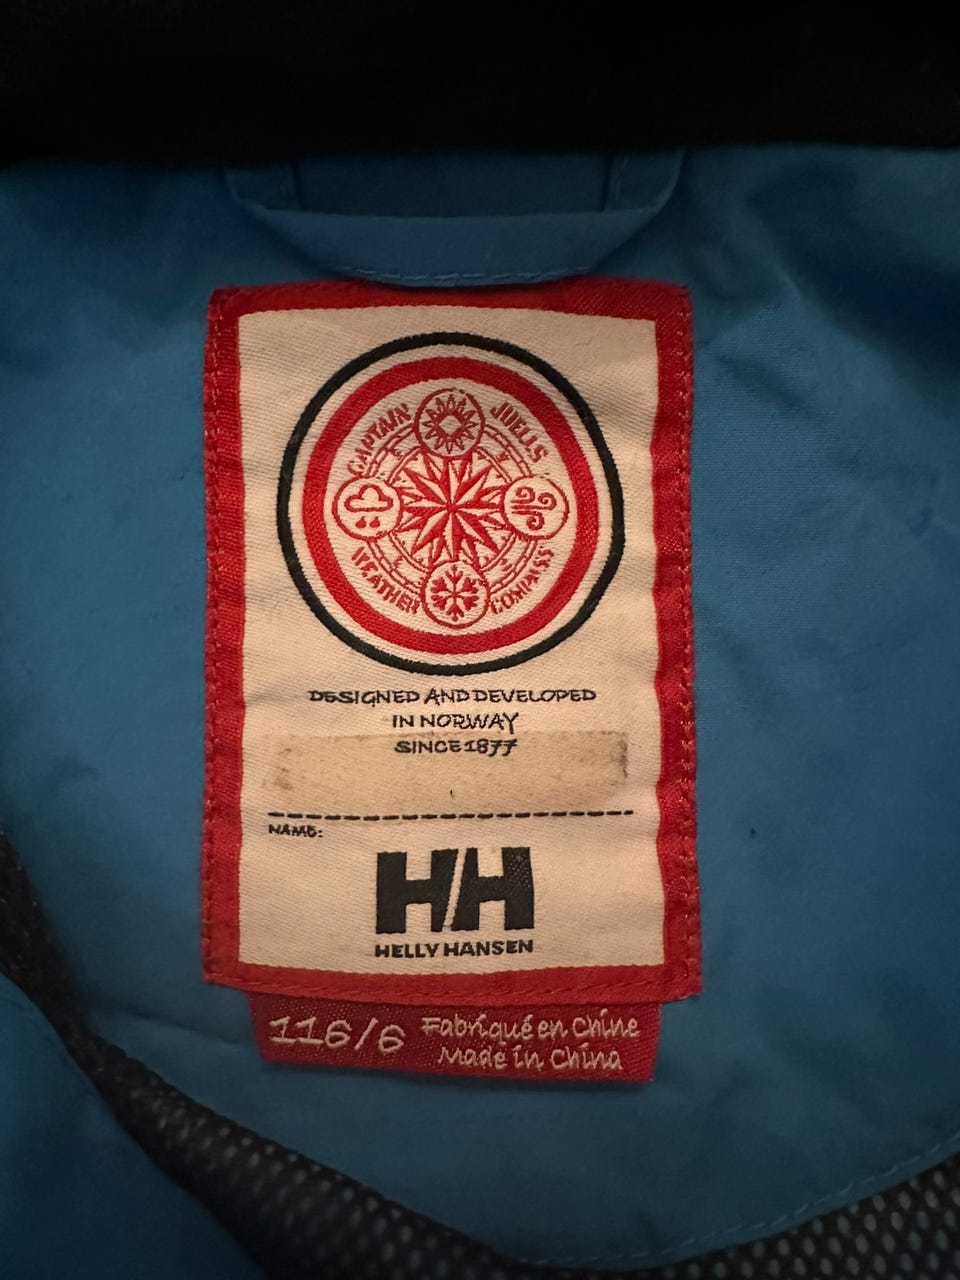 CAPTAIN JUELL'S
WEATHER COMPASS
DESIGNED AND DEVELOPED
IN NORWAY
SINCE 1877
NAME:
HH
HELLY HANSEN
116/6 Fabriqué en Chine
Made in China